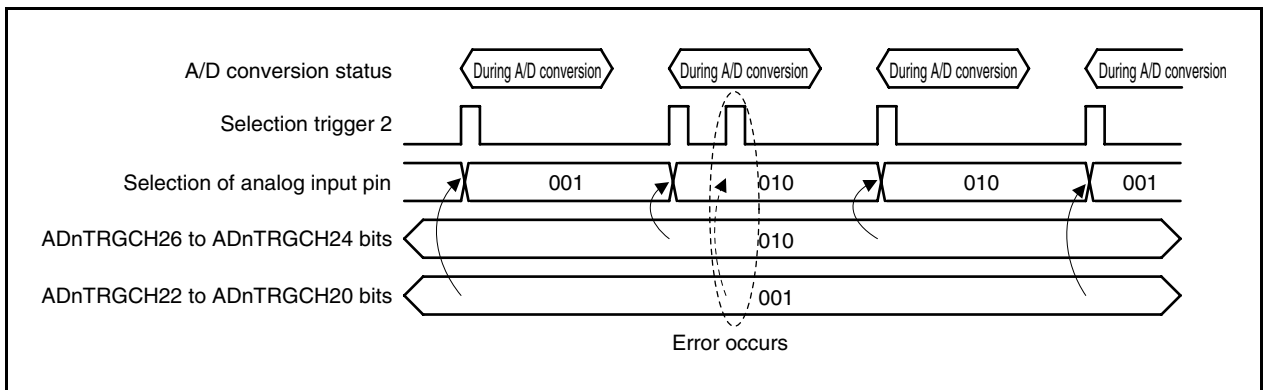 A/D conversion status
During A/D conversion During A/D conversion During A/D conversion During A/D conversion
Selection trigger 2
Selection of analog input pin 001 010 010 001
ADnTRGCH26 to ADnTRGCH24 bits 010
ADnTRGCH22 to ADnTRGCH20 bits 001
Error occurs